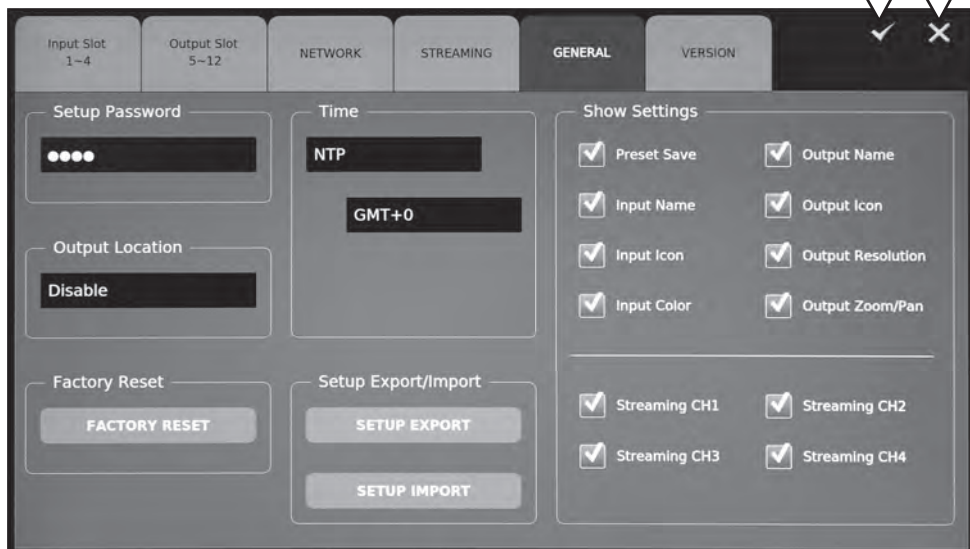 Input Slot
1~4
Output Slot
5~12
NETWORK
STREAMING
GENERAL
VERSION
Setup Password
Output Location
Disable
Factory Reset
FACTORY RESET
Time
NTP
GMT+0
Setup Export/Import
SETUP EXPORT
SETUP IMPORT
Show Settings
Preset Save
Output Name
Input Name
Output Icon
Input Icon
Output Resolution
Input Color
Output Zoom/Pan
Streaming CH1
Streaming CH2
Streaming CH3
Streaming CH4